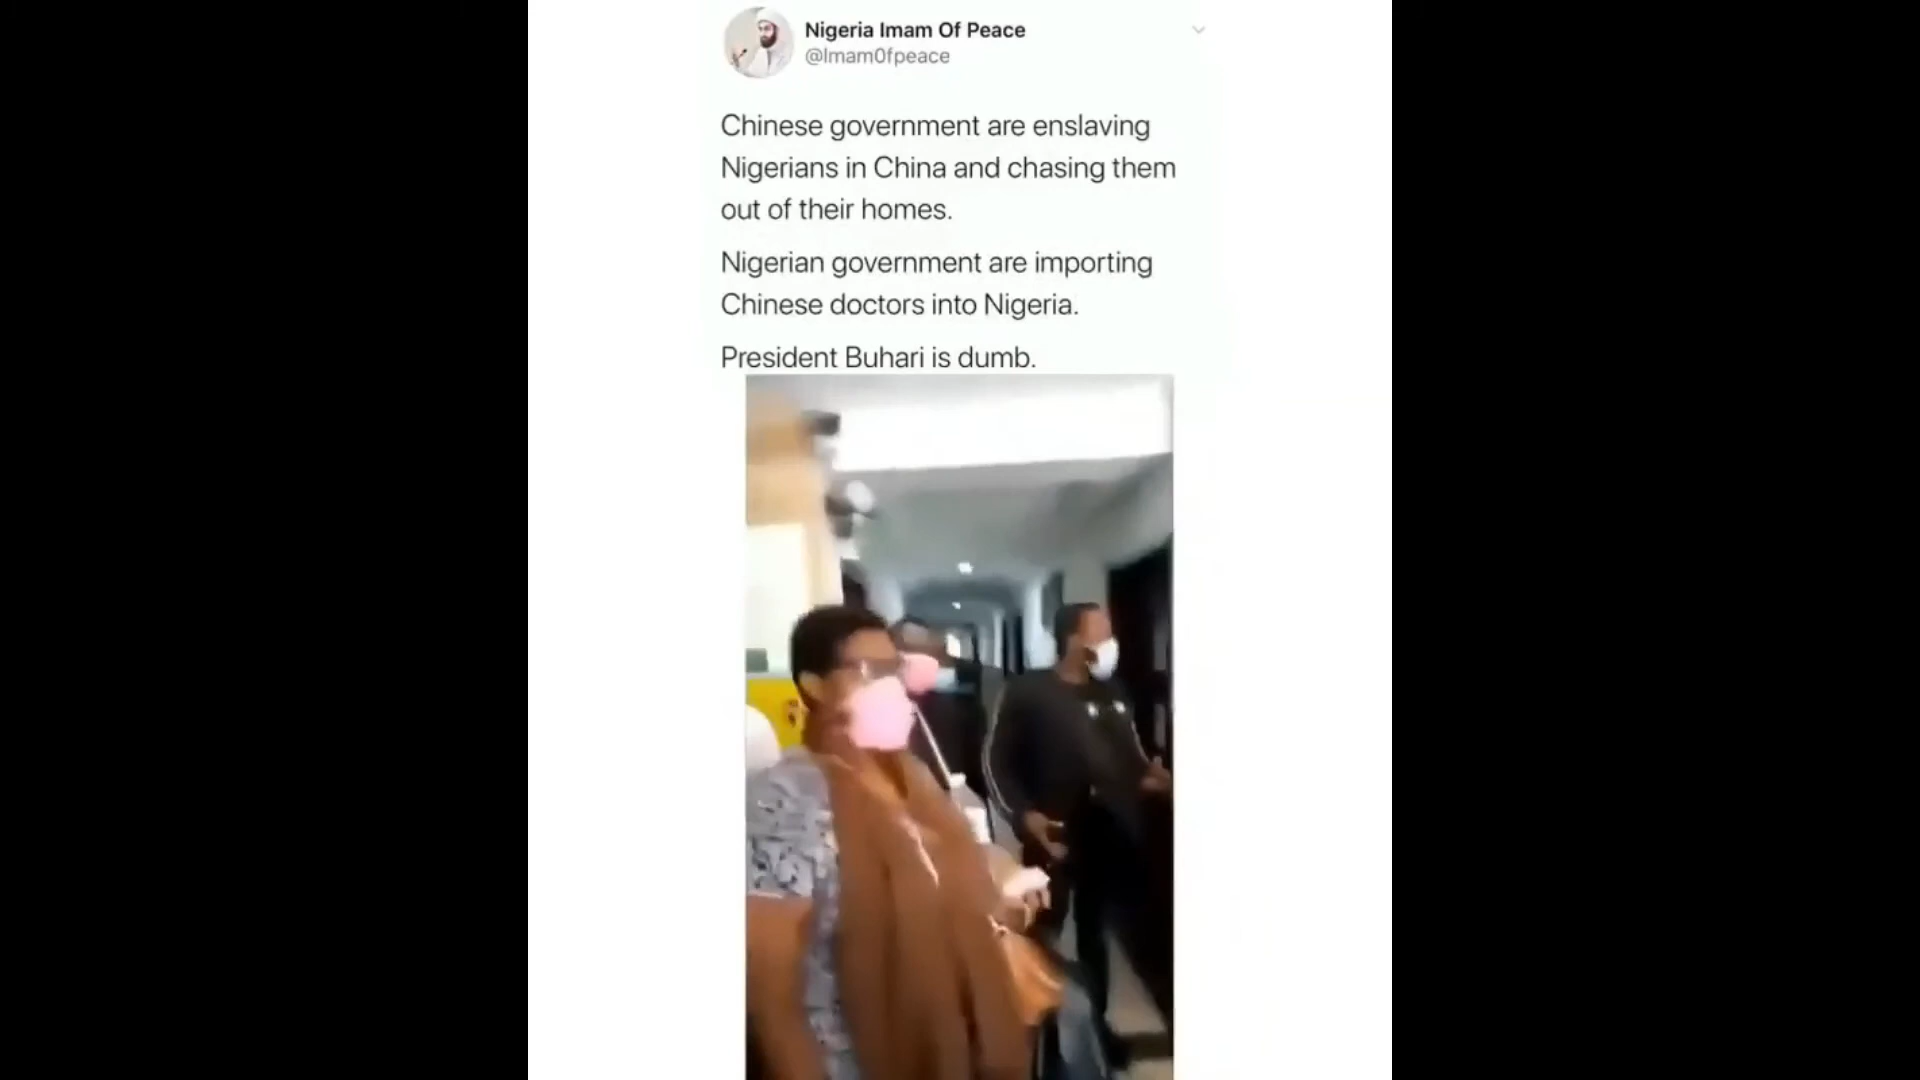 Nigeria Imam Of Peace
@Imam0fpeace
Chinese government are enslaving
Nigerians in China and chasing them
out of their homes.
Nigerian government are importing
Chinese doctors into Nigeria.
President Buhari is dumb.